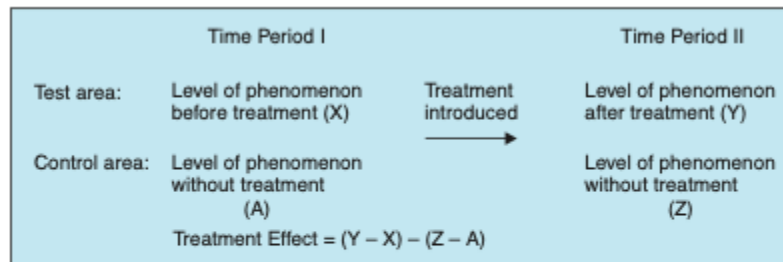 Time Period I Time Period II
Test area: Level of phenomenon Treatment Level of phenomenon
before treatment (X) introduced after treatment (Y)
Control area: Level of phenomenon Level of phenomenon
without treatment without treatment
(A) (Z)
Treatment Effect = (Y – X) – (Z – A)